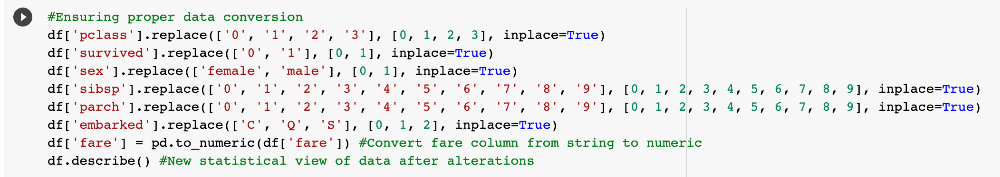 #Ensuring proper data conversion
df['pclass'].replace(['0', '1', '2', '3'], [0, 1, 2, 3], inplace=True)
df['survived'].replace(['0', '1'], [0, 1], inplace=True)
df['sex'].replace(['female', 'male'], [0, 1], inplace=True)
df['sibsp'].replace(['0', '1', '2', '3', '4', '5', '6', '7', '8', '9'], [0, 1, 2, 3, 4, 5, 6, 7, 8, 9], inplace=True)
df['parch'].replace(['0', '1', '2', '3', '4', '5', '6', '7', '8', '9'], [0, 1, 2, 3, 4, 5, 6, 7, 8, 9], inplace=True)
df['embarked'].replace(['C', 'Q', 'S'], [0, 1, 2], inplace=True)
df['fare'] = pd.to_numeric(df['fare']) #Convert fare column from string to numeric
df.describe() #New statistical view of data after alterations